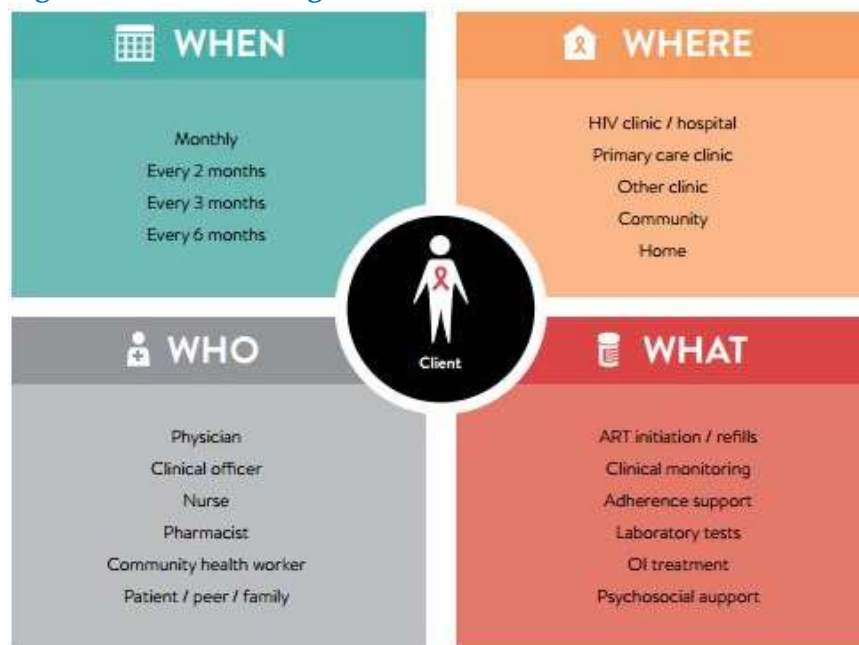 WHEN
Monthly
Every 2 months
Every 3 months
Every 6 months
WHERE
HIV clinic / hospital
Primary care clinic
Other clinic
Community
Home
Client
WHO
Physician
Clinical officer
Nurse
Pharmacist
Community health worker
Patient / peer / family
WHAT
ART initiation / refills
Clinical monitoring
Adherence support
Laboratory tests
OI treatment
Psychosocial aupport